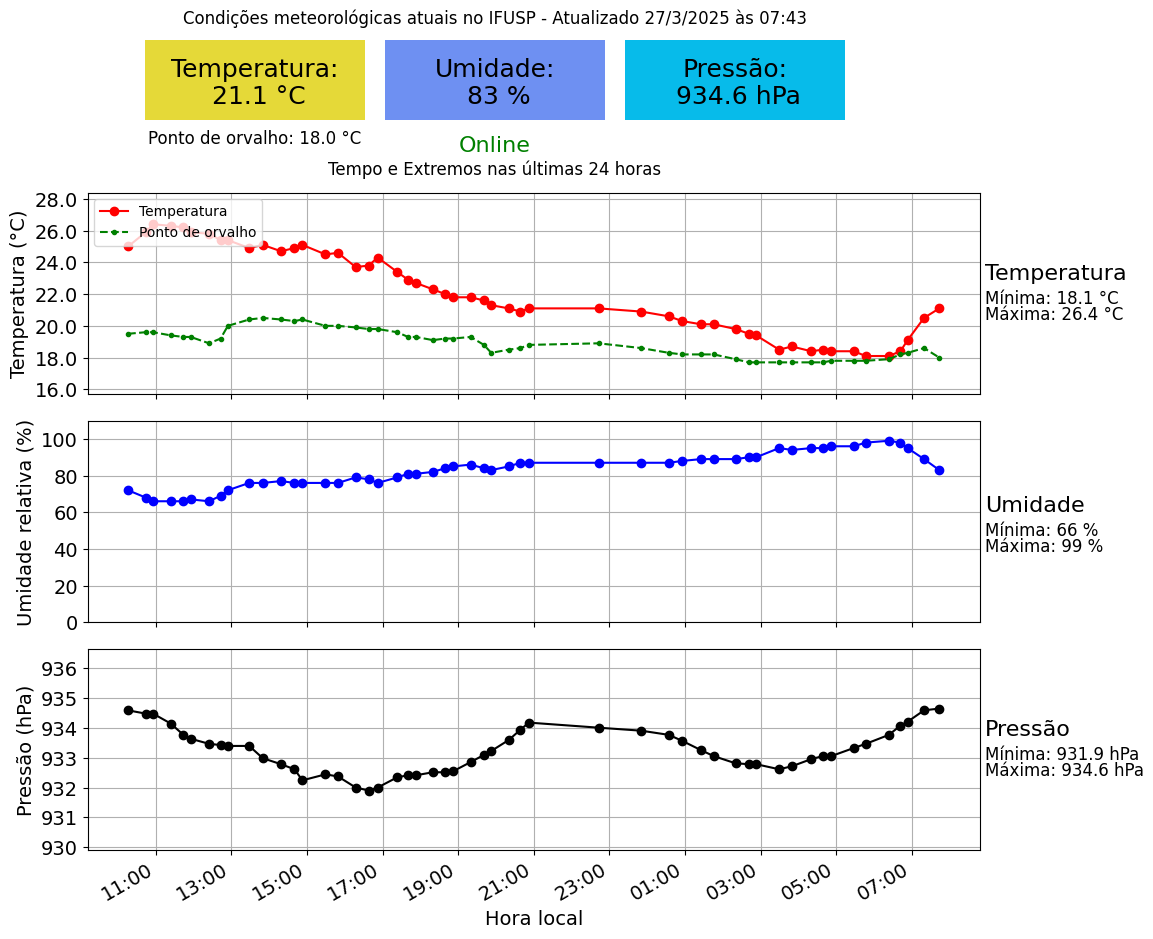 Condições meteorológicas atuais no IFUSP - Atualizado 27/3/2025 às 07:43
Temperatura:
21.1 °C
Umidade:
83 %
Pressão:
934.6 hPa
Ponto de orvalho: 18.0 °C
Online
Tempo e Extremos nas últimas 24 horas
Temperatura (°C)
28.0
26.0
24.0
22.0
20.0
18.0
16.0
Temperatura
Ponto de orvalho
Temperatura
Mínima: 18.1 °C
Máxima: 26.4 °C
Umidade relativa (%)
100
80
60
40
20
0
Umidade
Mínima: 66 %
Máxima: 99 %
Pressão (hPa)
936
935
934
933
932
931
930
Pressão
Mínima: 931.9 hPa
Máxima: 934.6 hPa
11:00
13:00
15:00
17:00
19:00
21:00
23:00
01:00
03:00
05:00
07:00
Hora local